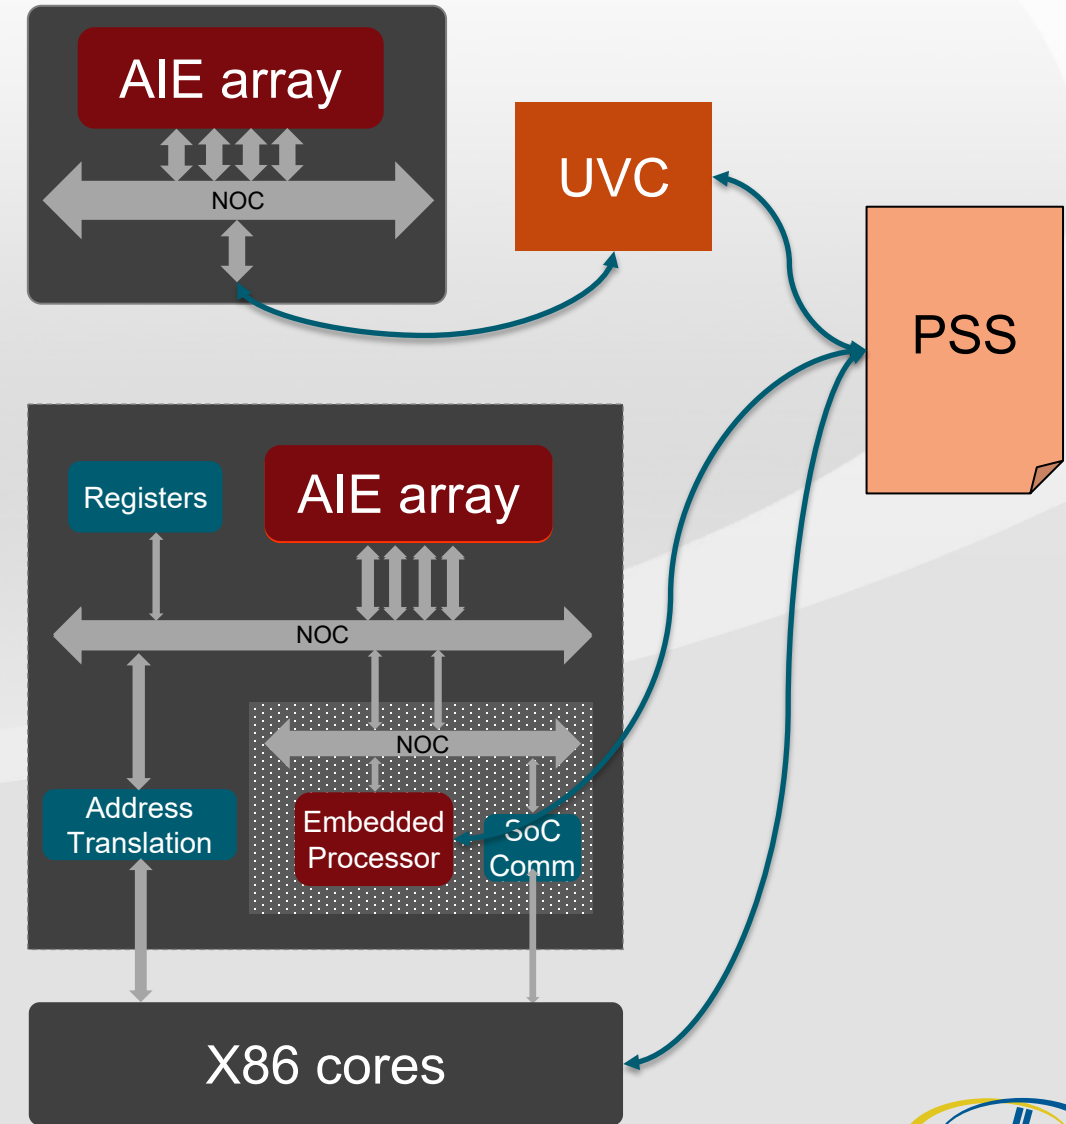 AIE array
NOC
UVC
PSS
Registers
AIE array
NOC
NOC
Address
Translation
Embedded
Processor
SoC
Comm
X86 cores